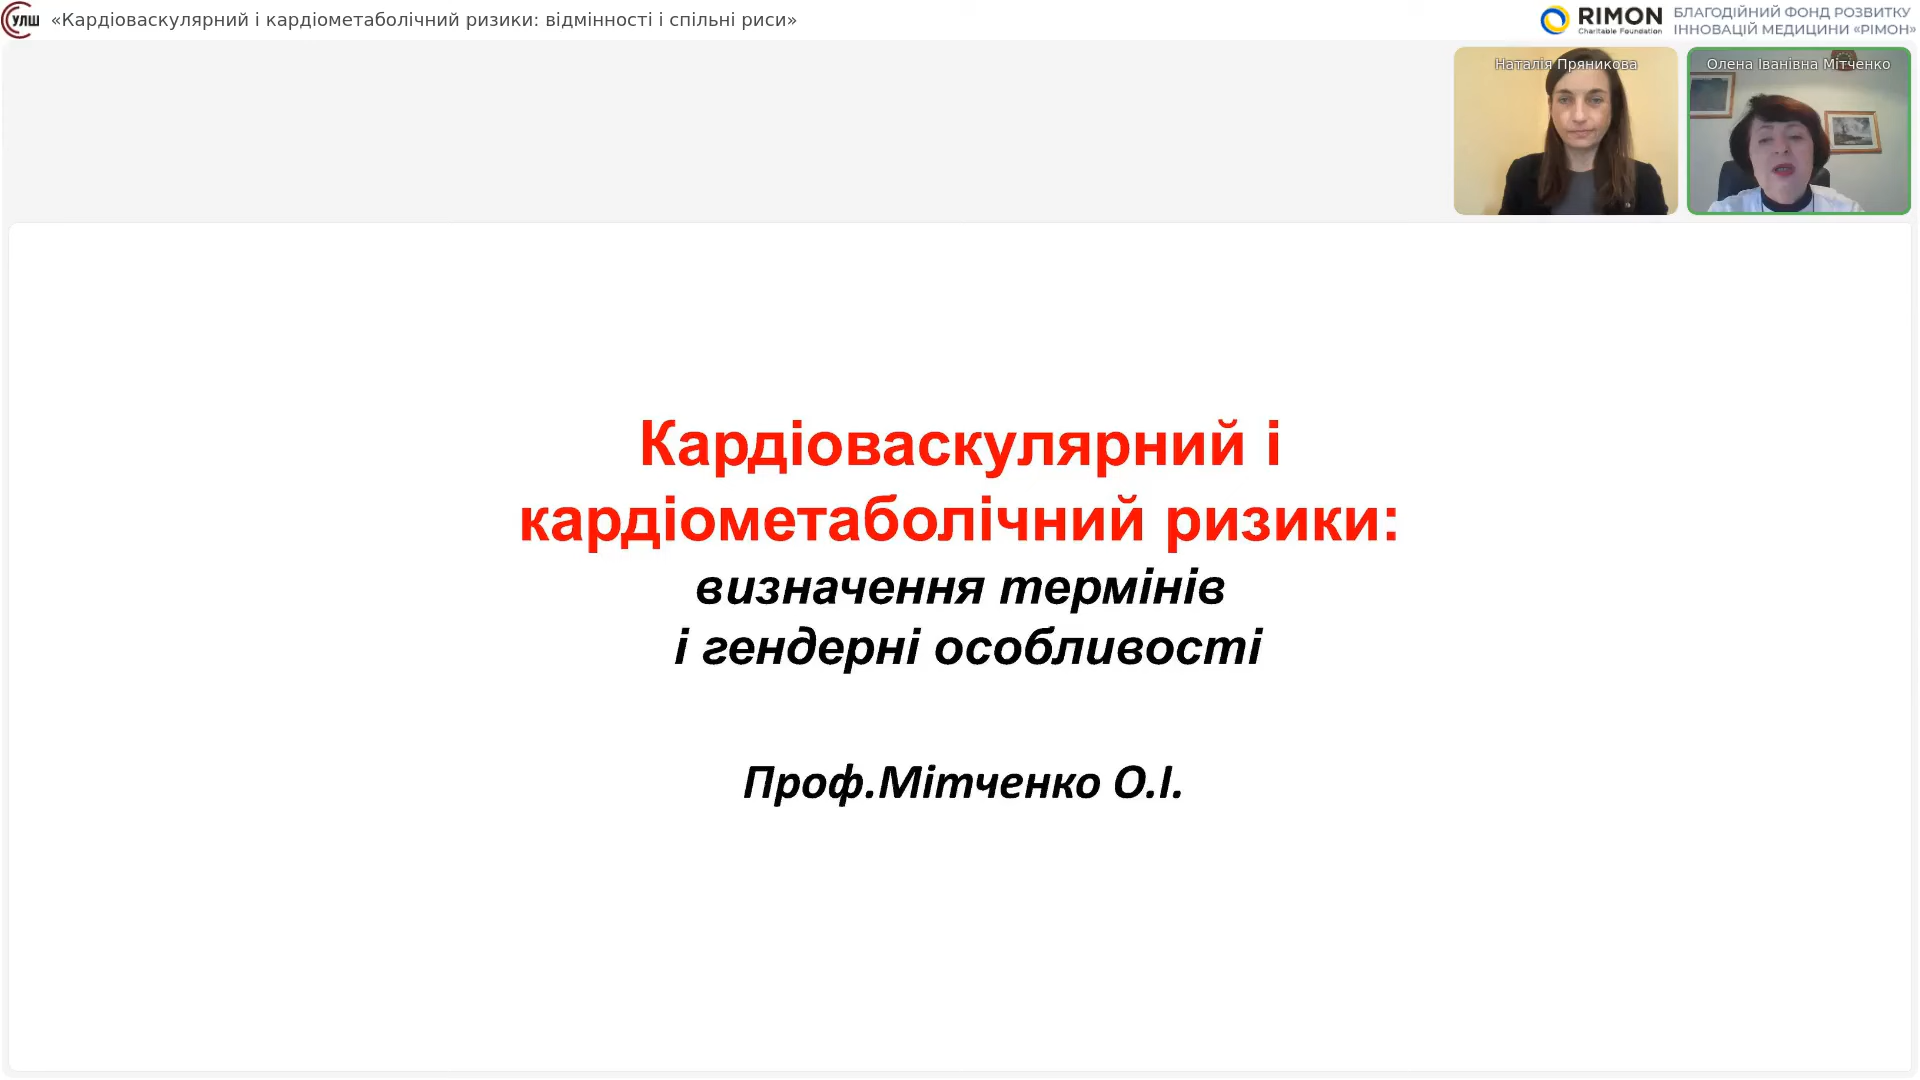 УЛШ «Кардіоваскулярний і кардіометаболічний ризики: відмінності і спільні риси»
RIMON
Charitable Foundation
БЛАГОДІЙНИЙ ФОНД РОЗВИТКУ
ІННОВАЦІЙ МЕДИЦИНИ «РІМОН»
Наталія Пряникова
Олена Іванівна Мітченко
Кардіоваскулярний і
кардіометаболічний ризики:
визначення термінів
і гендерні особливості
Проф.Мітченко О.І.